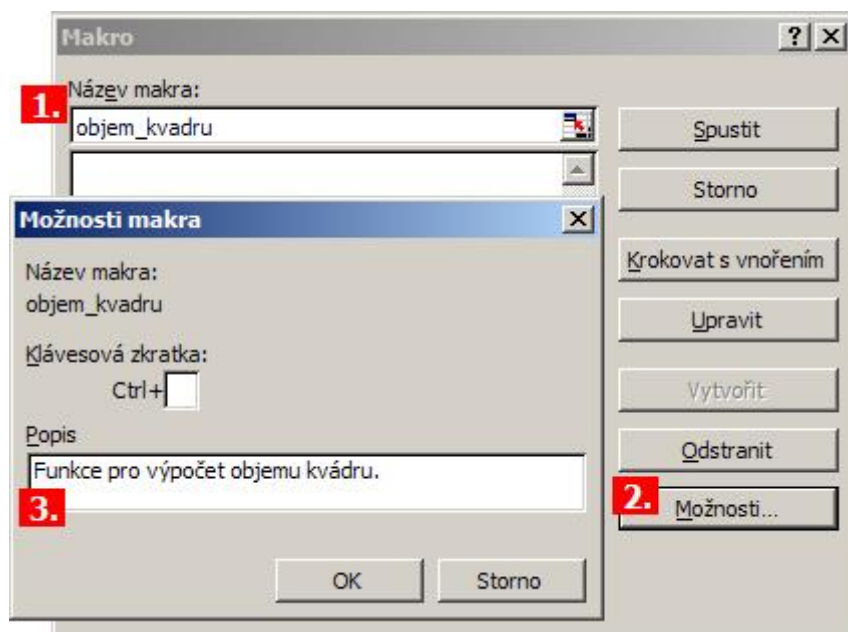 Makro
?
Název makra:
1.
objem_kvadru
Spustit
Storno
Možnosti makra
Krokovat s vnořením
Název makra:
objem_kvadru
Upravit
Klávesová zkratka:
Ctrl+
Vytvořit
Popis
Odstranit
Funkce pro výpočet objemu kvádru.
3.
2.
Možnosti...
OK
Storno